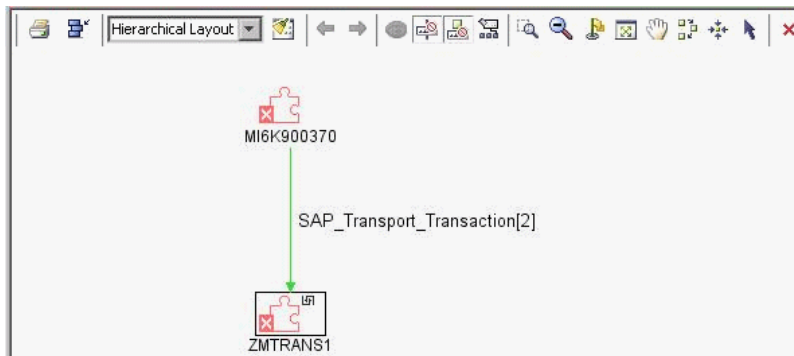 Hierarchical Layout
MI6K900370
SAP_Transport_Transaction[2]
ZMTRANS1